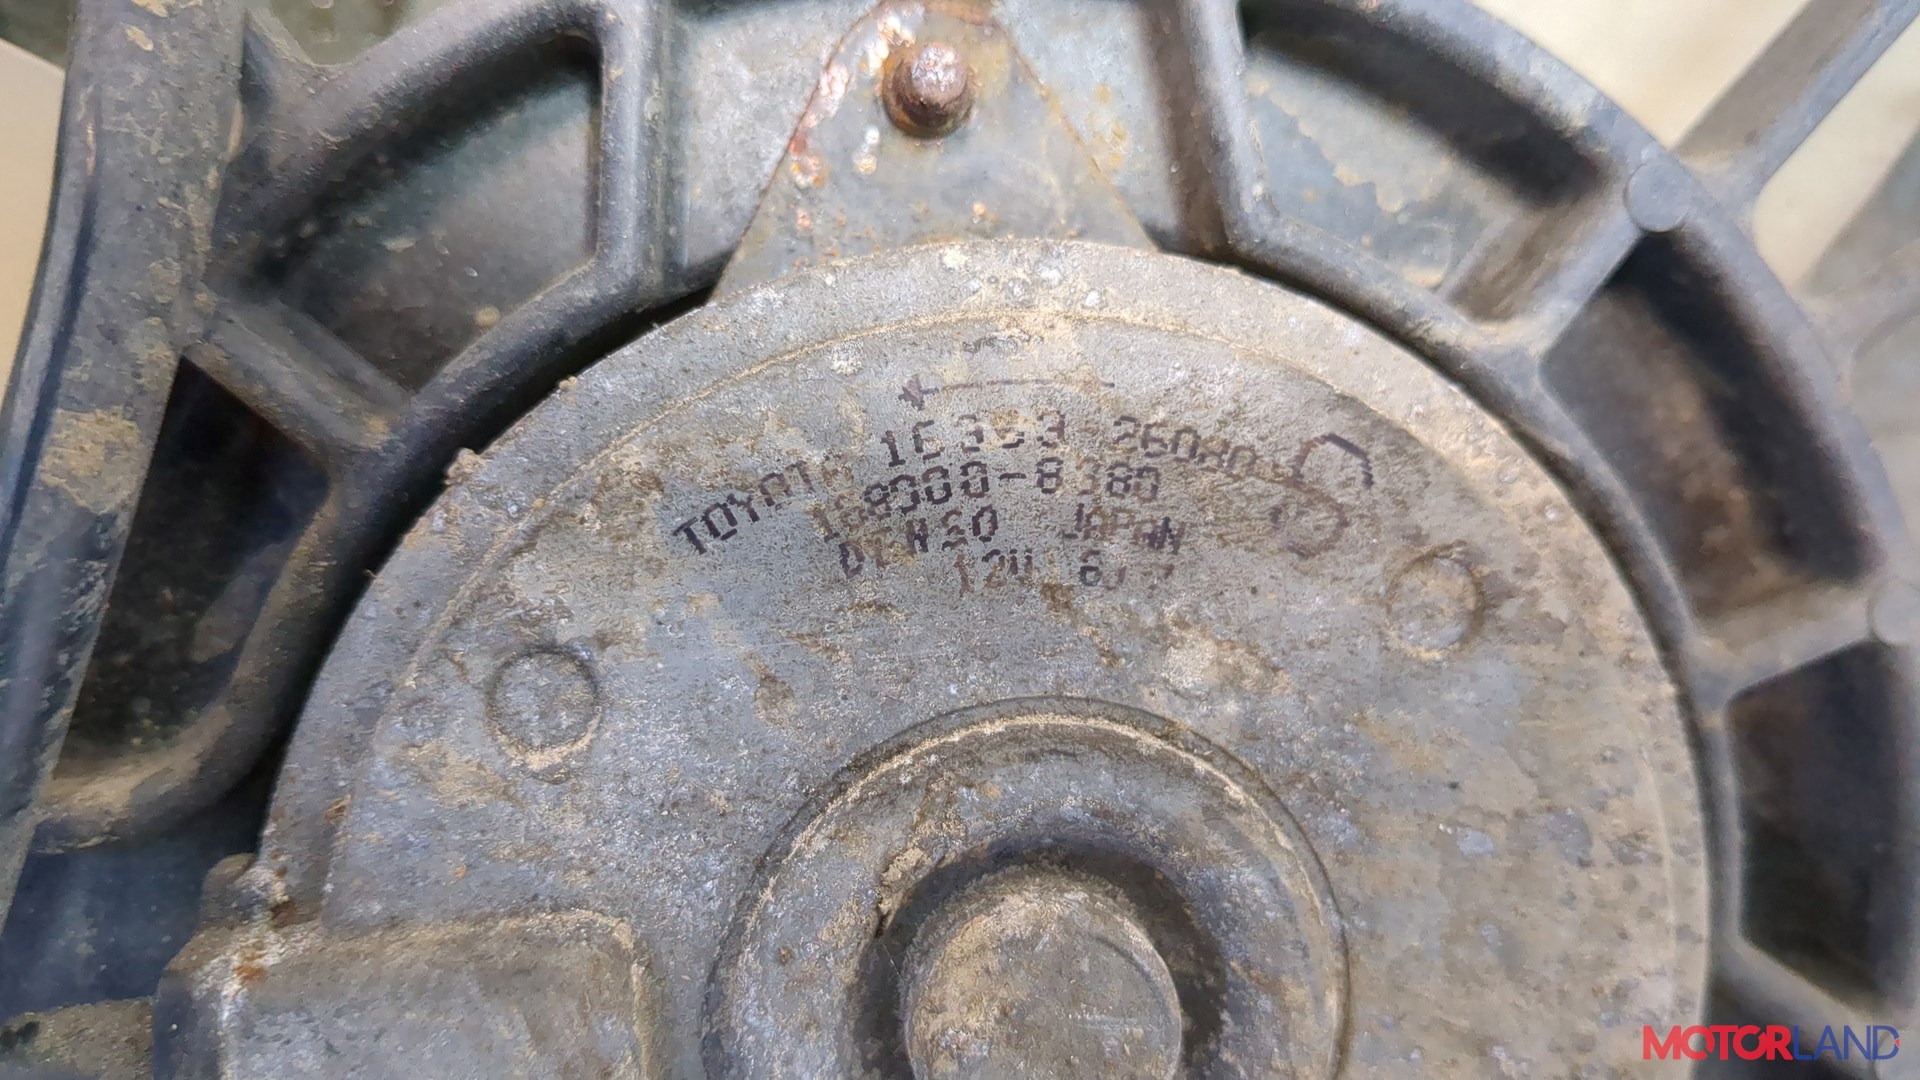 TOYOTA 16363-26080
168000-8380
DENSO JAPAN
12V
MOTORLAND